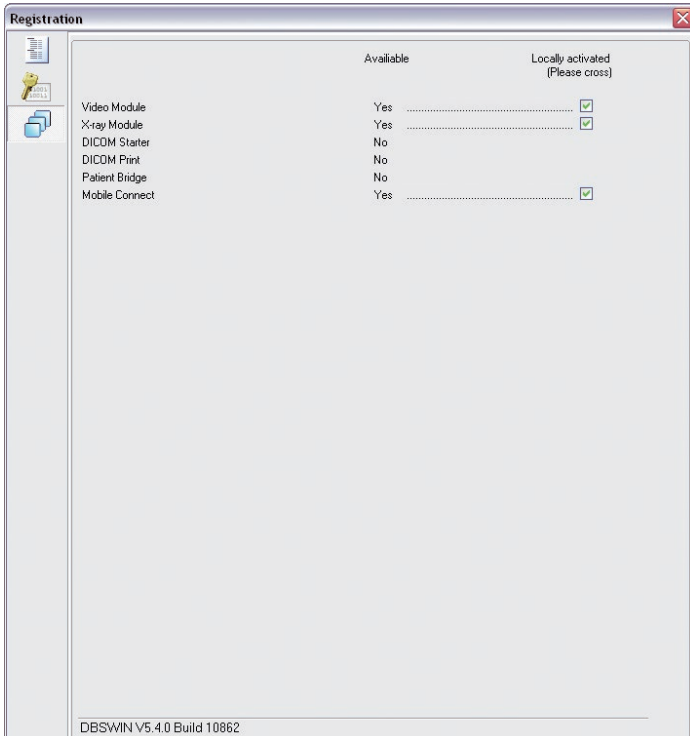 Registration
Availiable Locally activated
(Please cross)
Video Module Yes ........................................................ ✓
X-ray Module Yes ........................................................ ✓
DICOM Starter No
DICOM Print No
Patient Bridge No
Mobile Connect Yes ........................................................ ✓
DBSWIN V5.4.0 Build 10862